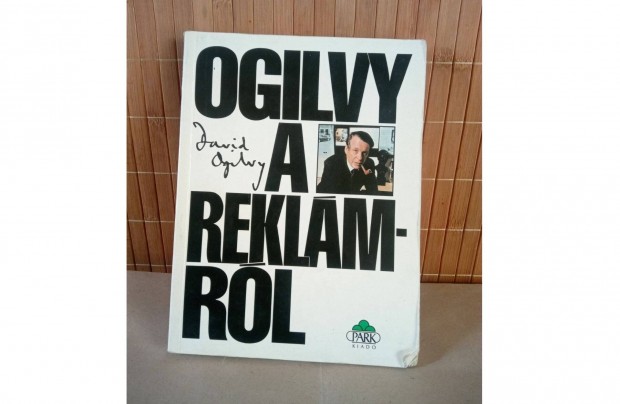 OGILVY
David
Ogilvy
A
REKLÁM-
RÓL
PARK
KIADÓ